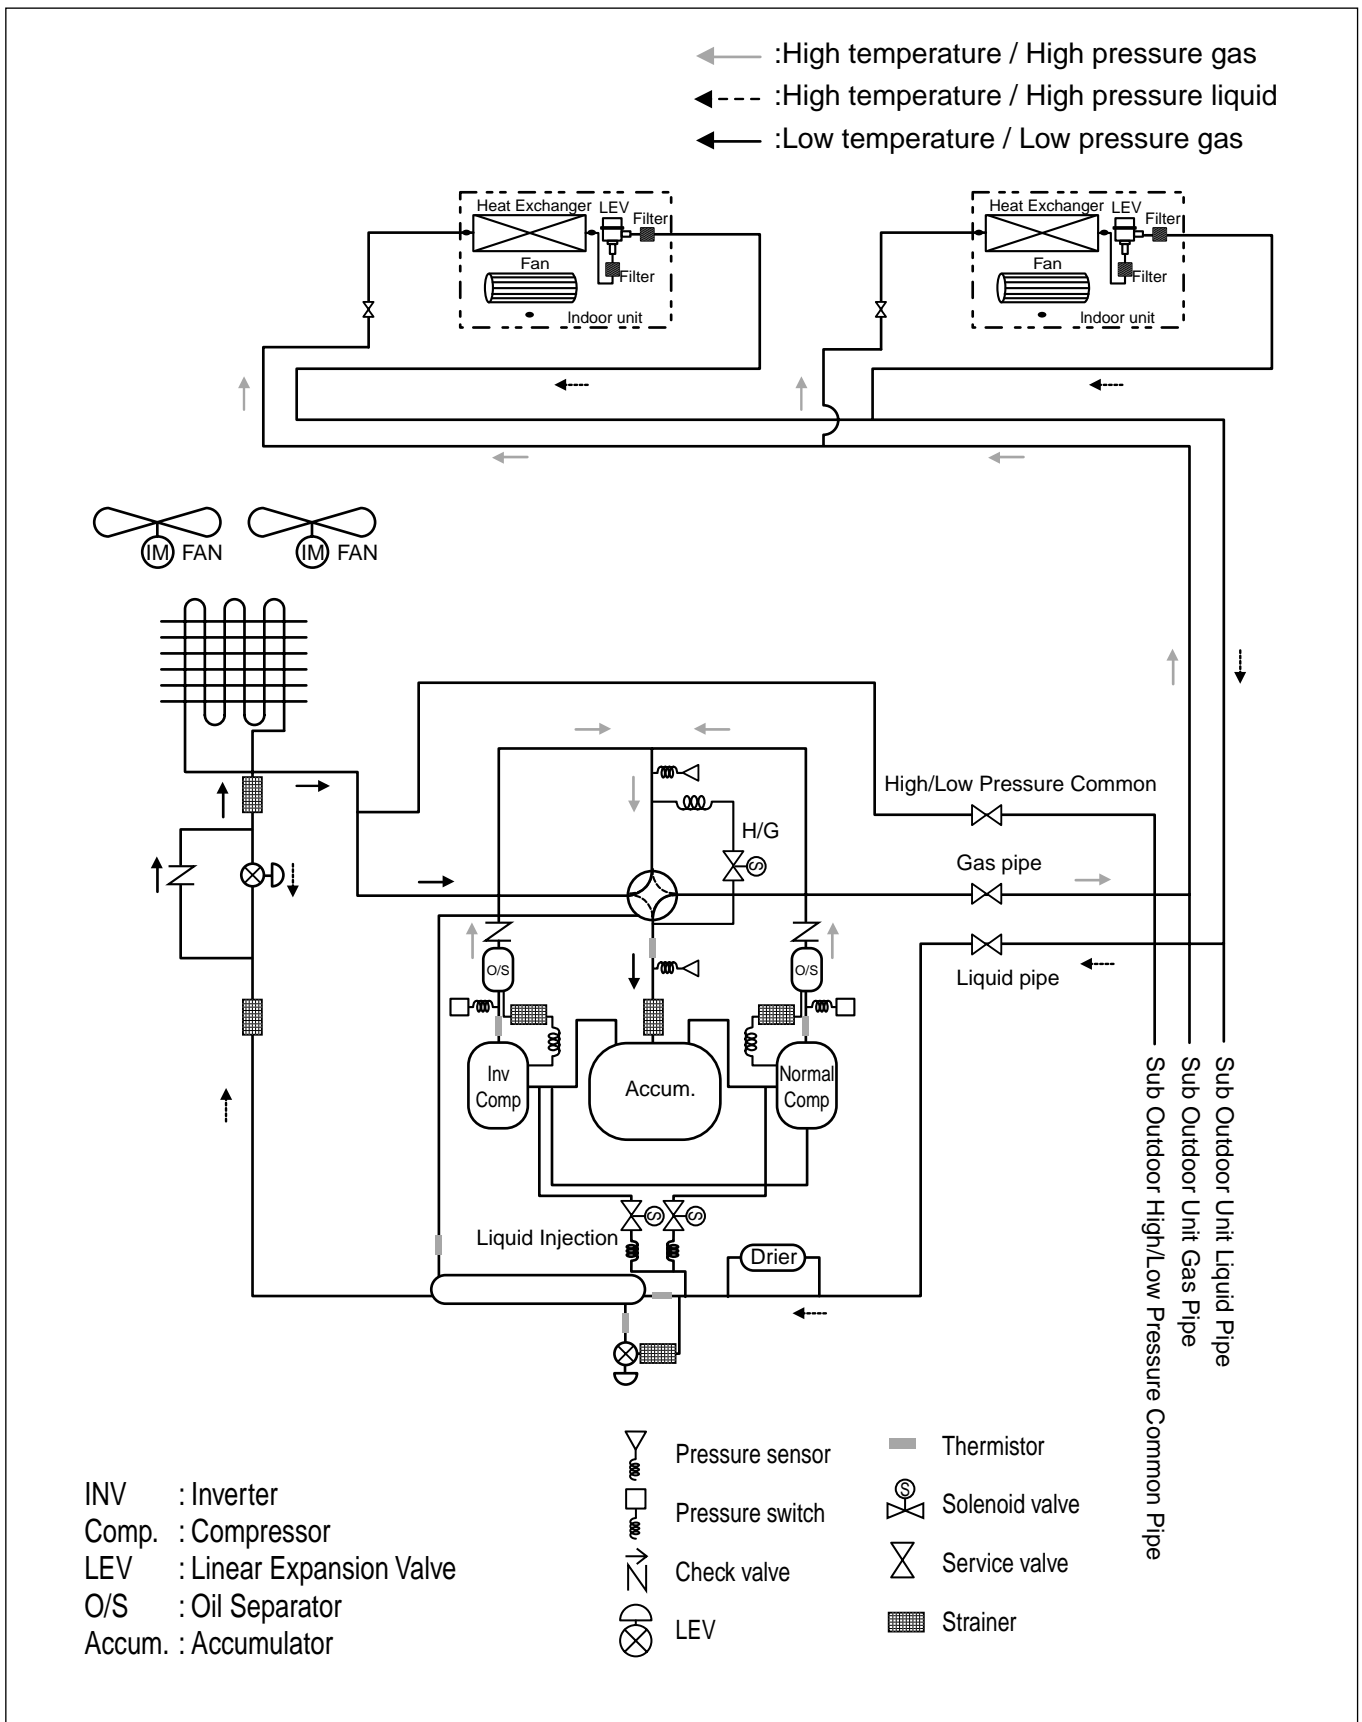 :High temperature / High pressure gas
:High temperature / High pressure liquid
:Low temperature / Low pressure gas
Heat Exchanger LEV
Filter
Fan
Filter
Indoor unit
Heat Exchanger LEV
Filter
Fan
Filter
Indoor unit
IM FAN
IM FAN
High/Low Pressure Common
H/G
S
Gas pipe
O/S
O/S
Liquid pipe
Inv
Comp
Accum.
Normal
Comp
S
S
Liquid Injection
Drier
Sub Outdoor Unit Liquid Pipe
Sub Outdoor Unit Gas Pipe
Sub Outdoor High/Low Pressure Common Pipe
INV : Inverter
Comp. : Compressor
LEV : Linear Expansion Valve
O/S : Oil Separator
Accum. : Accumulator
Pressure sensor
Pressure switch
Check valve
LEV
Thermistor
S
Solenoid valve
Service valve
Strainer